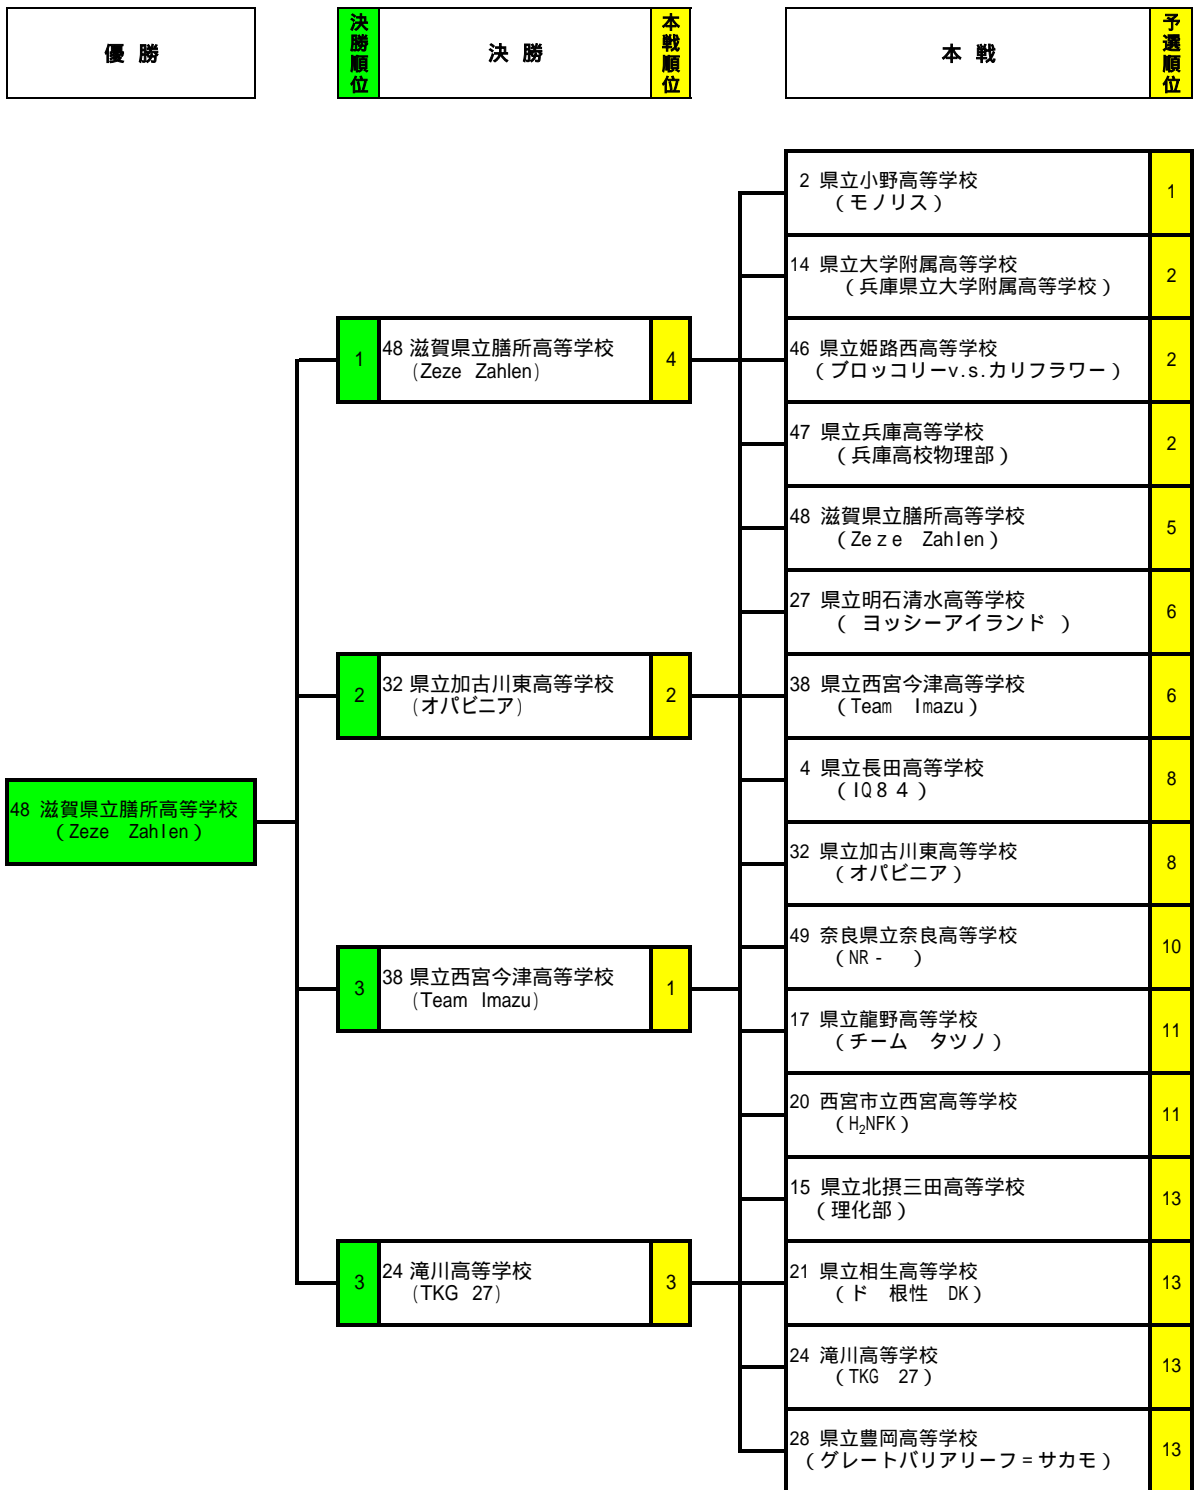 優 勝
決勝順位
決 勝
本戦順位
本 戦
予選順位
2 県立小野高等学校
(モノリス)
1
14 県立大学附属高等学校
(兵庫県立大学附属高等学校)
2
46 県立姫路西高等学校
(ブロッコリーv.s.カリフラワー)
2
47 県立兵庫高等学校
(兵庫高校物理部)
2
48 滋賀県立膳所高等学校
(Zeze Zahlen)
5
27 県立明石清水高等学校
( ヨッシーアイランド )
6
38 県立西宮今津高等学校
(Team Imazu)
6
4 県立長田高等学校
(IQ84)
8
32 県立加古川東高等学校
(オパビニア)
8
49 奈良県立奈良高等学校
(NR- )
10
17 県立龍野高等学校
(チーム タツノ)
11
20 西宮市立西宮高等学校
(H₂NFK)
11
15 県立北摂三田高等学校
(理化部)
13
21 県立相生高等学校
(ド 根性 DK)
13
24 滝川高等学校
(TKG 27)
13
28 県立豊岡高等学校
(グレートバリアリーフ=サカモ)
13
1
48 滋賀県立膳所高等学校
(Zeze Zahlen)
4
2
32 県立加古川東高等学校
(オパビニア)
2
3
38 県立西宮今津高等学校
(Team Imazu)
1
3
24 滝川高等学校
(TKG 27)
3
48 滋賀県立膳所高等学校
(Zeze Zahlen)